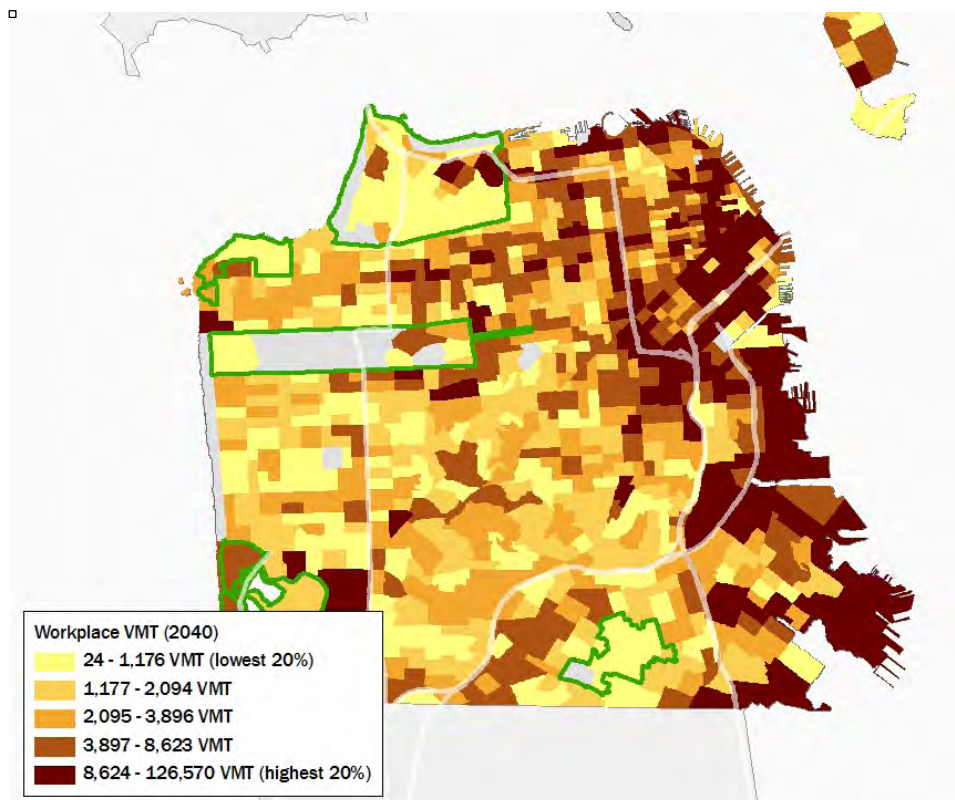 Workplace VMT (2040)
24 - 1,176 VMT (lowest 20%)
1,177 - 2,094 VMT
2,095 - 3,896 VMT
3,897 - 8,623 VMT
8,624 - 126,570 VMT (highest 20%)